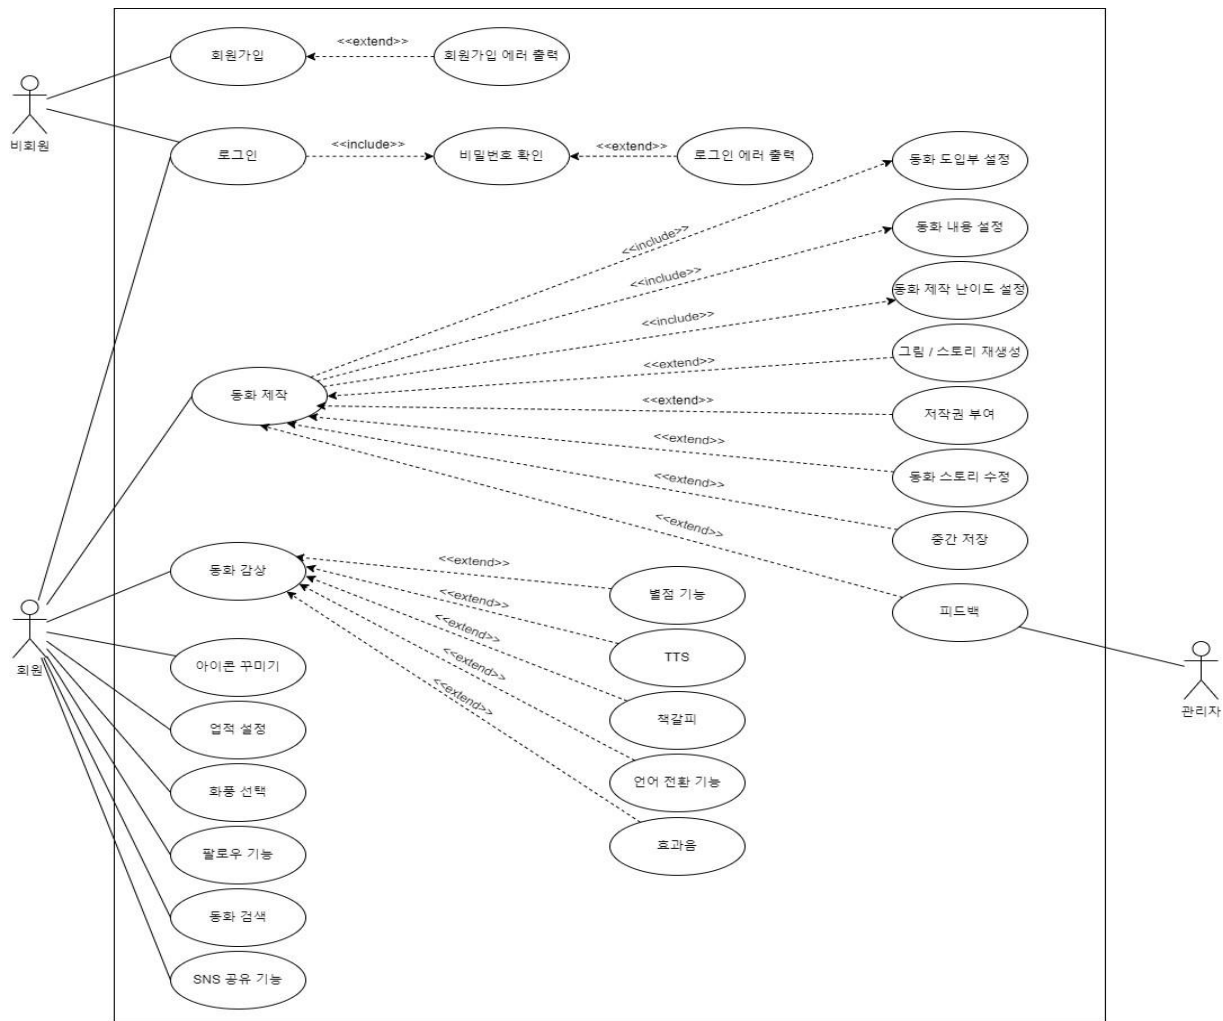 <<extend>>
회원가입
회원가입 에러 출력
비회원
로그인
<<include>>
비밀번호 확인
<<extend>>
로그인 에러 출력
동화 도입부 설정
<<include>>
동화 내용 설정
<<include>>
동화 제작 난이도 설정
<<include>>
그림 / 스토리 재생성
<<extend>>
동화 제작
저작권 부여
<<extend>>
<<extend>>
동화 스토리 수정
<<extend>>
중간 저장
<<extend>>
피드백
관리자
동화 감상
<<extend>>
별점 기능
<<extend>>
TTS
<<extend>>
책갈피
<<extend>>
언어 전환 기능
<<extend>>
효과음
회원
아이콘 꾸미기
업적 설정
화풍 선택
팔로우 기능
동화 검색
SNS 공유 기능